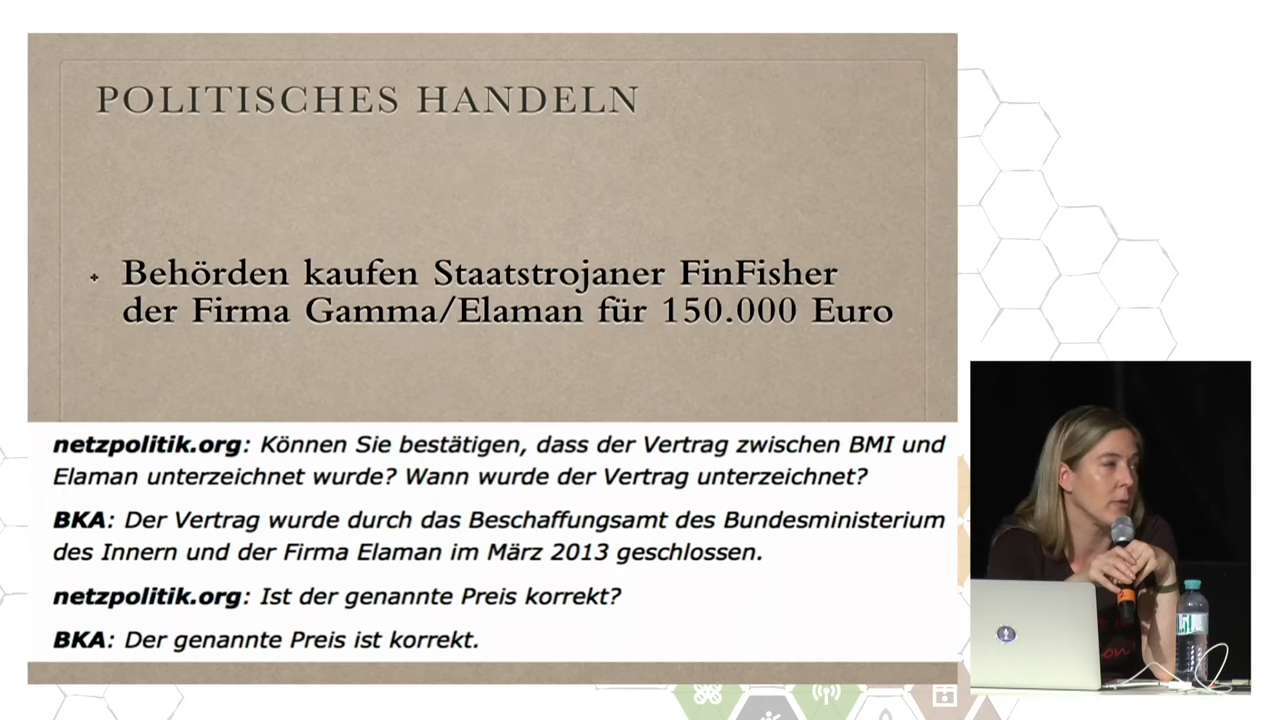 POLITISCHES HANDELN
Behörden kaufen Staatstrojaner FinFisher
der Firma Gamma/Elaman für 150.000 Euro
netzpolitik.org: Können Sie bestätigen, dass der Vertrag zwischen BMI und
Elaman unterzeichnet wurde? Wann wurde der Vertrag unterzeichnet?
BKA: Der Vertrag wurde durch das Beschaffungsamt des Bundesministerium
des Innern und der Firma Elaman im März 2013 geschlossen.
netzpolitik.org: Ist der genannte Preis korrekt?
BKA: Der genannte Preis ist korrekt.